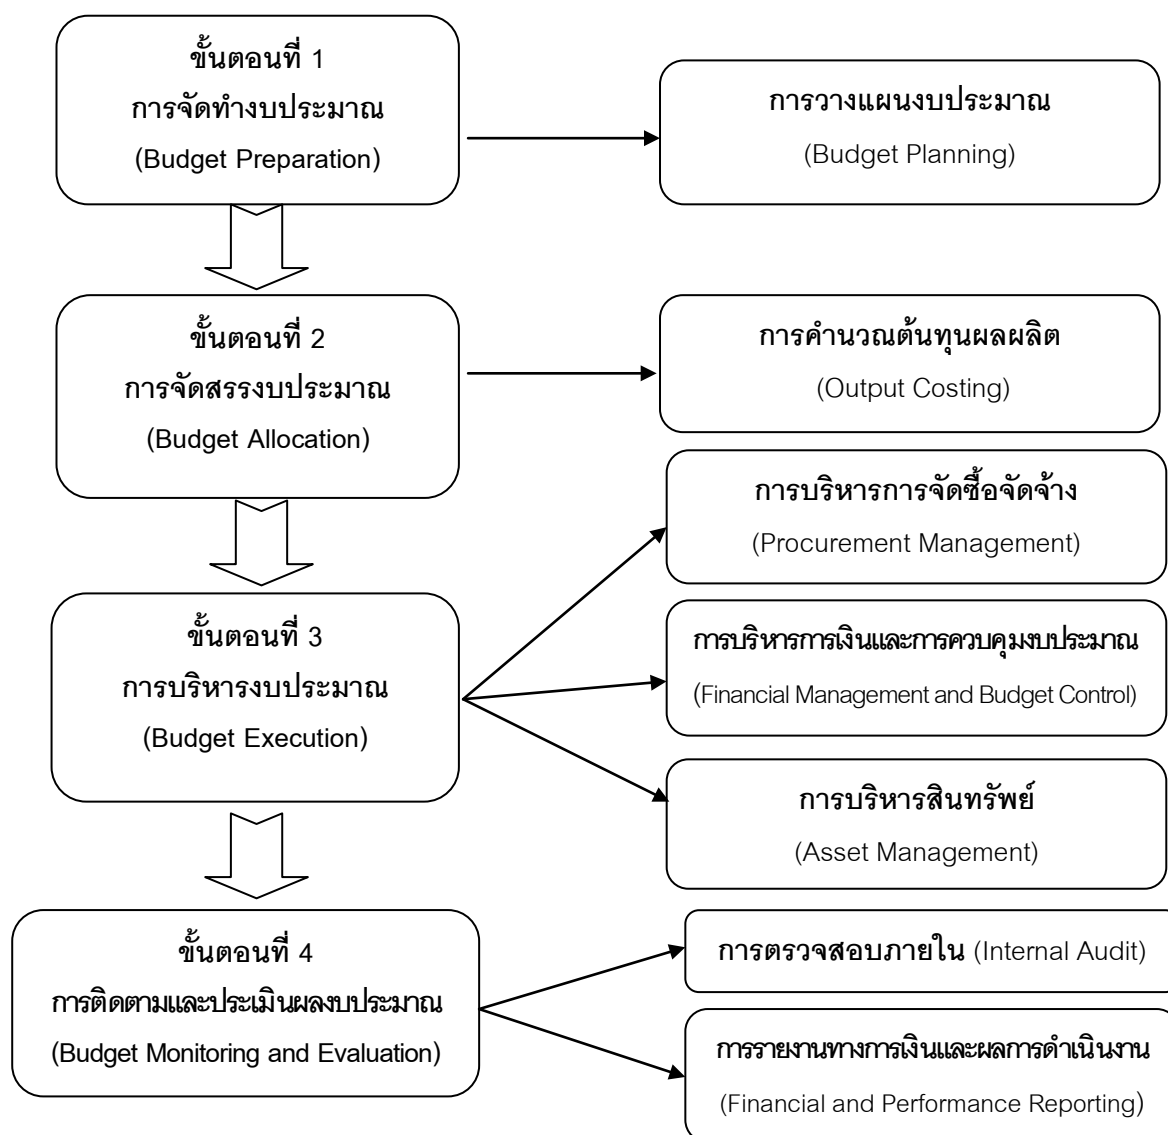 ขั้นตอนที่ 1
การจัดทำงบประมาณ
(Budget Preparation)
การวางแผนงบประมาณ
(Budget Planning)
ขั้นตอนที่ 2
การจัดสรรงบประมาณ
(Budget Allocation)
การคำนวณต้นทุนผลผลิต
(Output Costing)
ขั้นตอนที่ 3
การบริหารงบประมาณ
(Budget Execution)
การบริหารการจัดซื้อจัดจ้าง
(Procurement Management)
การบริหารการเงินและการควบคุมงบประมาณ
(Financial Management and Budget Control)
การบริหารสินทรัพย์
(Asset Management)
ขั้นตอนที่ 4
การติดตามและประเมินผลงบประมาณ
(Budget Monitoring and Evaluation)
การตรวจสอบภายใน (Internal Audit)
การรายงานทางการเงินและผลการดำเนินงาน
(Financial and Performance Reporting)